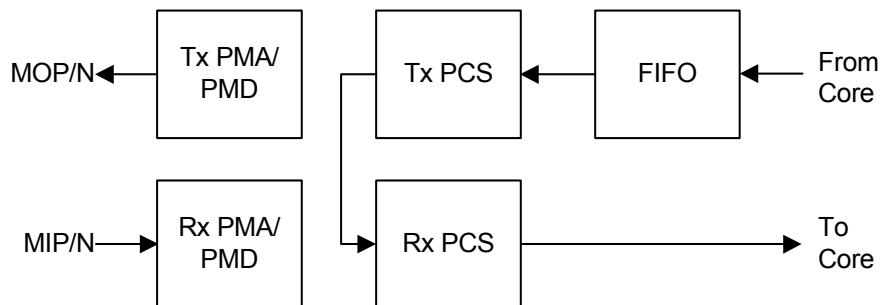 MOP/N
Tx PMA/
PMD
Tx PCS
FIFO
From
Core
MIP/N
Rx PMA/
PMD
Rx PCS
To
Core